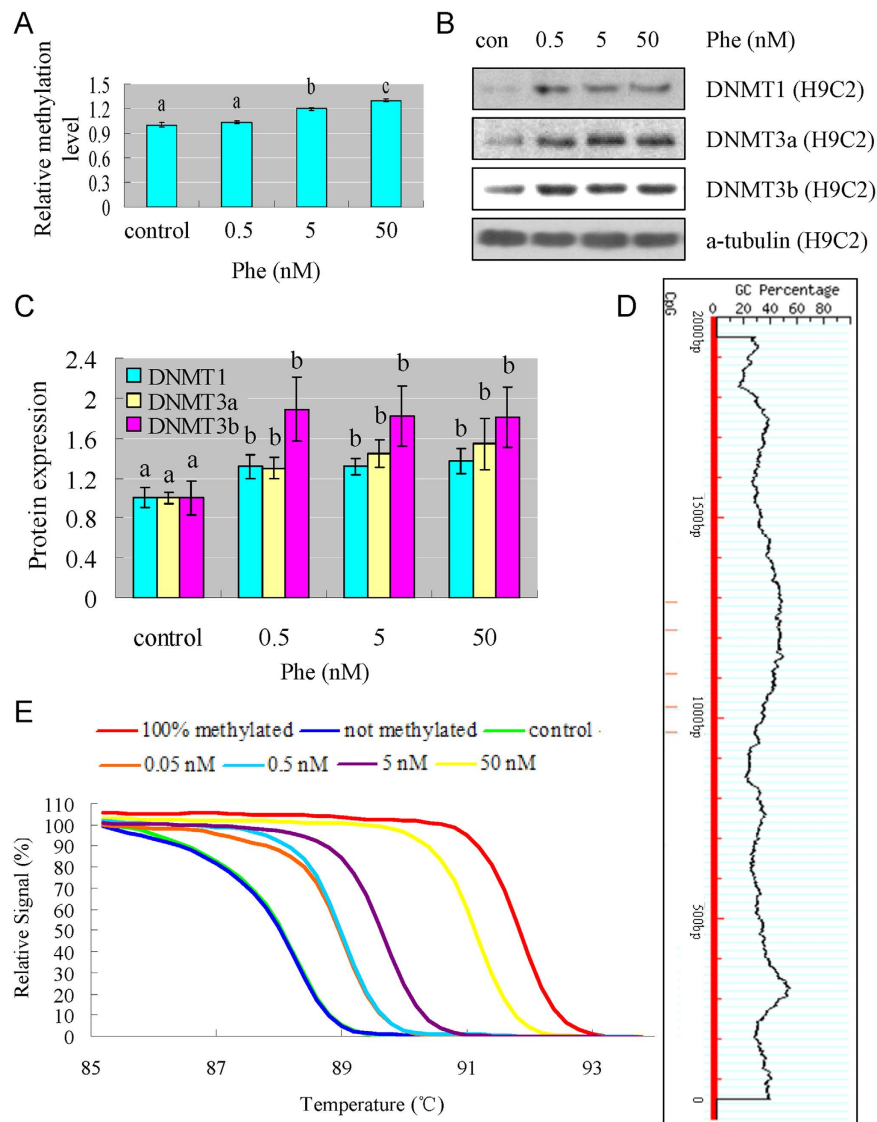 A
Relative methylation
level
1.5
1.2
0.9
0.6
0.3
0
a
a
b
c
control
0.5
5
50
Phe (nM)
B
con 0.5 5 50 Phe (nM)
DNMT1 (H9C2)
DNMT3a (H9C2)
DNMT3b (H9C2)
a-tubulin (H9C2)
C
Protein expression
2.4
2
1.6
1.2
0.8
0.4
0
DNMT1
DNMT3a
DNMT3b
a a a
b b b
b b b
b b b
control 0.5 5 50
Phe (nM)
D
CpG
GC Percentage
0 20 40 60 80
2000bp
1500bp
1000bp
500bp
0
E
100% methylated not methylated control
0.05 nM 0.5 nM 5 nM 50 nM
Relative Signal (%)
110
100
90
80
70
60
50
40
30
20
10
0
85 87 89 91 93
Temperature (℃)